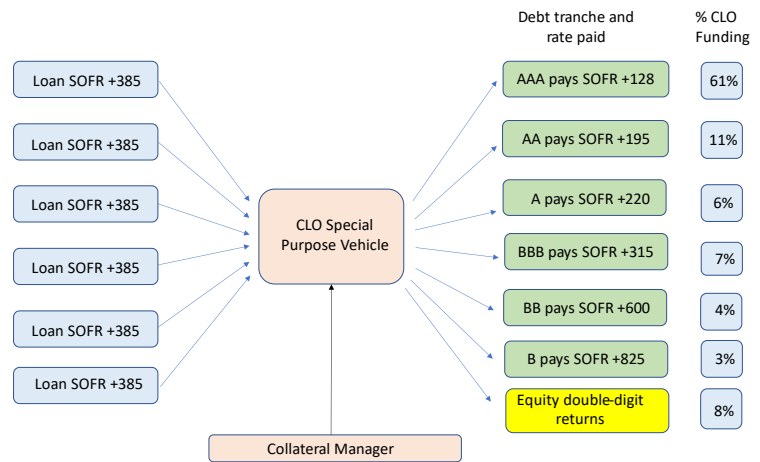 Debt tranche and
rate paid
% CLO
Funding
Loan SOFR +385
Loan SOFR +385
Loan SOFR +385
Loan SOFR +385
Loan SOFR +385
Loan SOFR +385
CLO Special
Purpose Vehicle
Collateral Manager
AAA pays SOFR +128
61%
AA pays SOFR +195
11%
A pays SOFR +220
6%
BBB pays SOFR +315
7%
BB pays SOFR +600
4%
B pays SOFR +825
3%
Equity double-digit
returns
8%